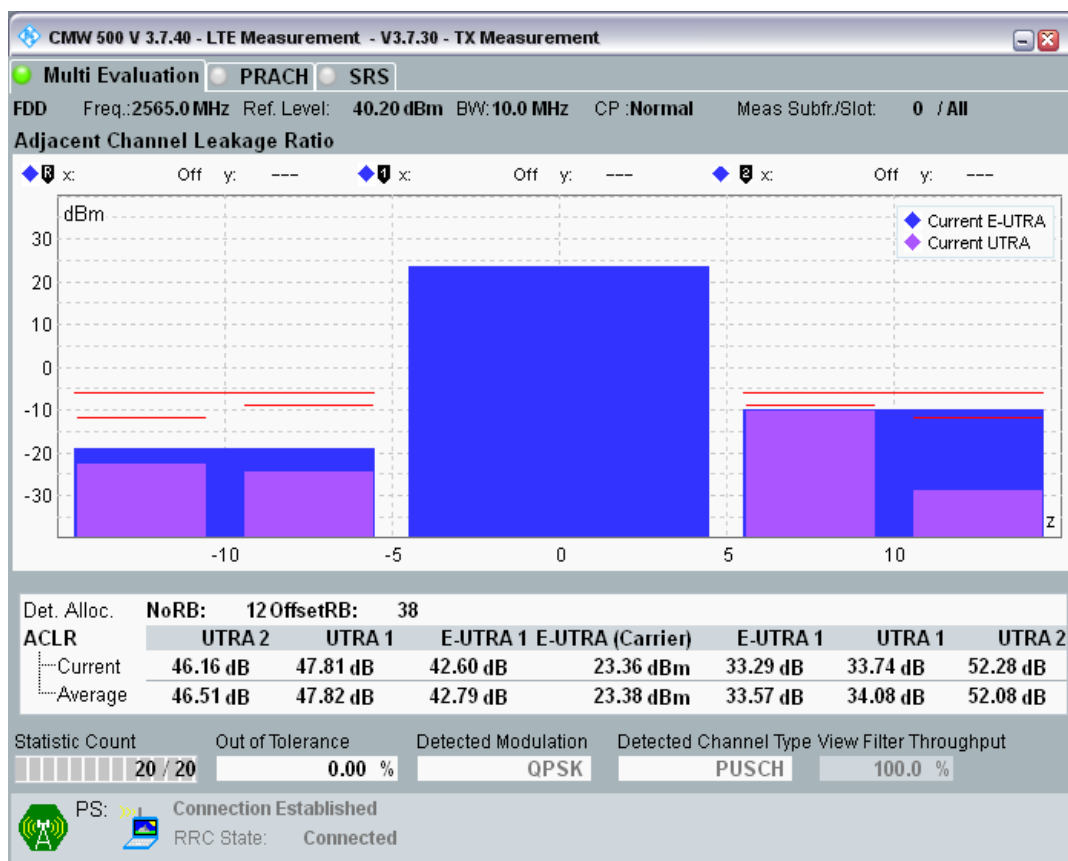 CMW 500 V 3.7.40 - LTE Measurement - V3.7.30 - TX Measurement
Multi Evaluation PRACH SRS
FDD Freq.:2565.0 MHz Ref. Level: 40.20 dBm BW:10.0 MHz CP :Normal Meas Subfr./Slot: 0 / All
Adjacent Channel Leakage Ratio
R x: Off y: --- 1 x: Off y: --- 2 x: Off y: ---
dBm
Current E-UTRA
Current UTRA
30
20
10
0
-10
-20
-30
z
-10 -5 0 5 10
Det. Alloc. NoRB: 12 OffsetRB: 38
ACLR UTRA 2 UTRA 1 E-UTRA 1 E-UTRA (Carrier) E-UTRA 1 UTRA 1 UTRA 2
Current 46.16 dB 47.81 dB 42.60 dB 23.36 dBm 33.29 dB 33.74 dB 52.28 dB
Average 46.51 dB 47.82 dB 42.79 dB 23.38 dBm 33.57 dB 34.08 dB 52.08 dB
Statistic Count Out of Tolerance Detected Modulation Detected Channel Type View Filter Throughput
20 / 20 0.00 % QPSK PUSCH 100.0 %
PS: Connection Established
RRC State: Connected